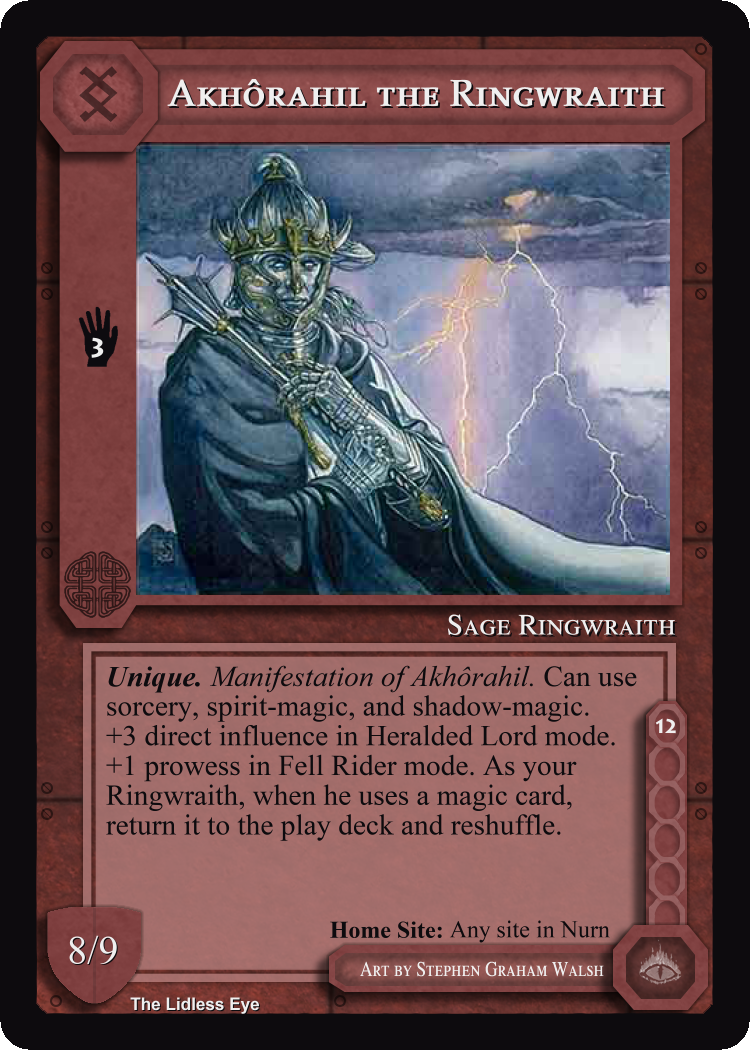 Akhôrahil the Ringwraith
3
Sage Ringwraith
Unique. Manifestation of Akhôrahil. Can use
sorcery, spirit-magic, and shadow-magic.
+3 direct influence in Heralded Lord mode.
+1 prowess in Fell Rider mode. As your
Ringwraith, when he uses a magic card,
return it to the play deck and reshuffle.
12
Home Site: Any site in Nurn
8/9
Art by Stephen Graham Walsh
The Lidless Eye